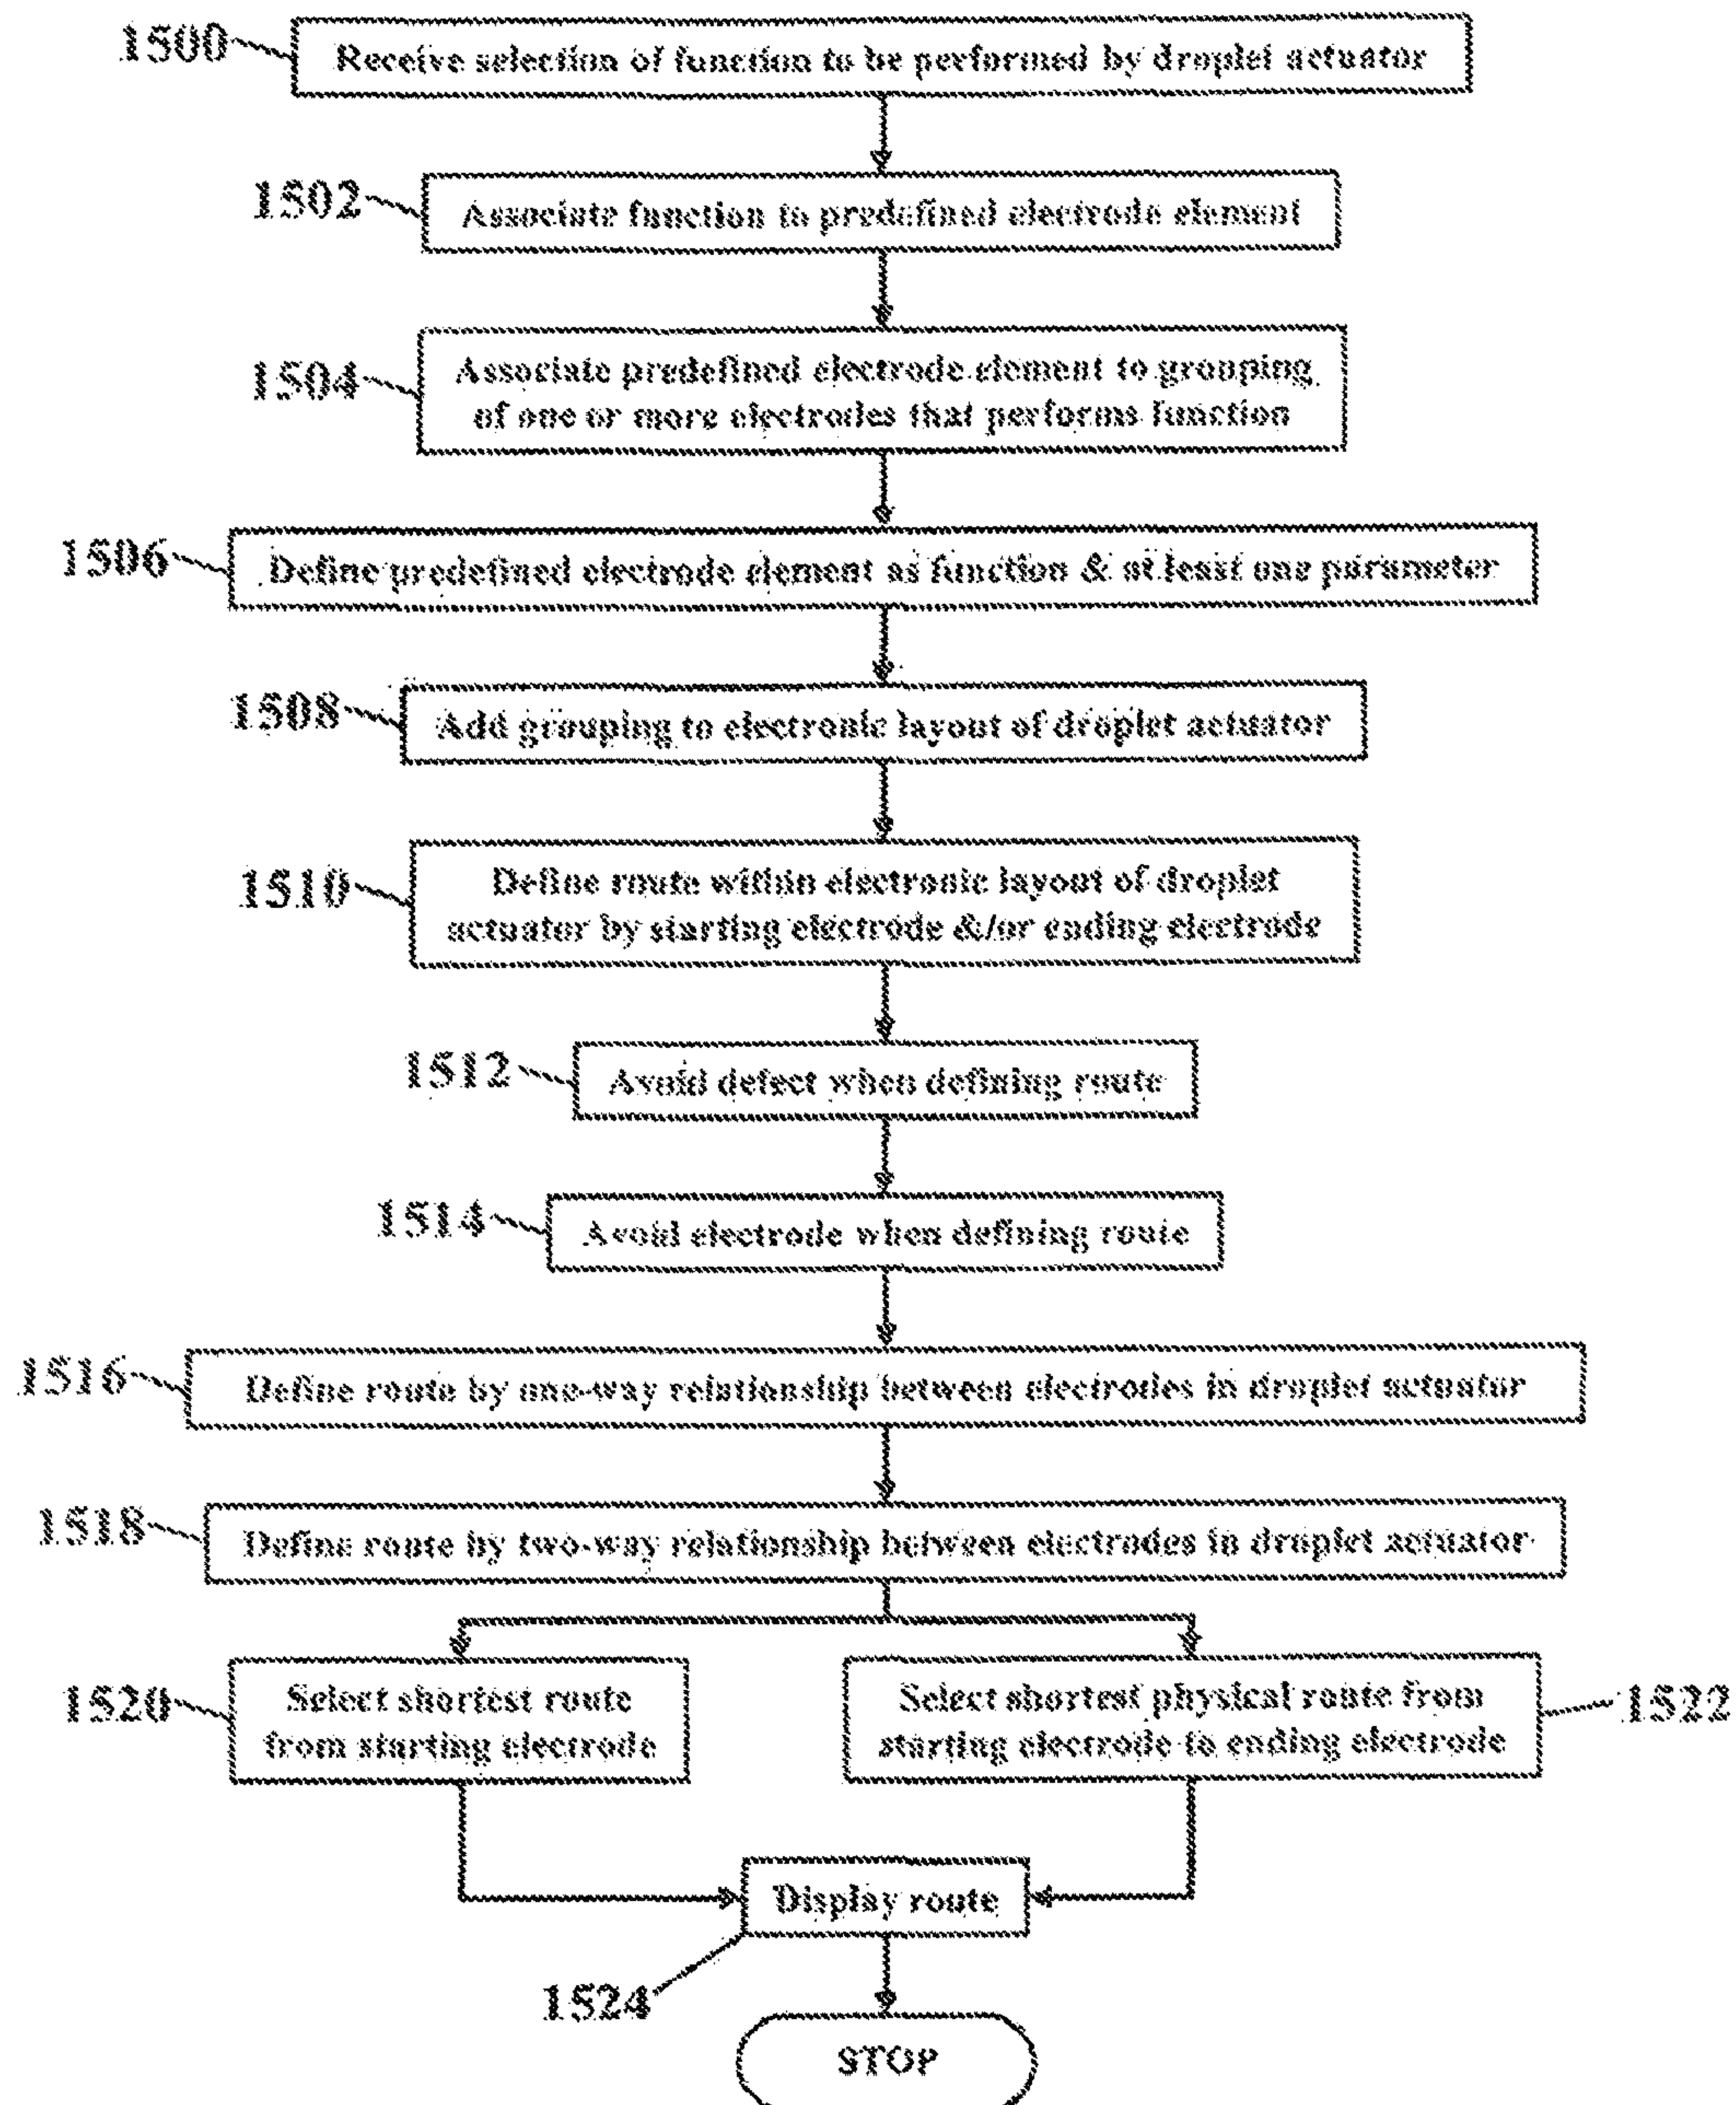 1500
Receive selection of function to be performed by droplet actuator
1502
Associate function to predefined electrode element
1504
Associate predefined electrode element to grouping
of one or more electrodes that performs function
1506
Define predefined electrode element as function & at least one parameter
1508
Add grouping to electronic layout of droplet actuator
1510
Define route within electronic layout of droplet
actuator by starting electrode &/or ending electrode
1512
Avoid defect when defining route
1514
Avoid electrode when defining route
1516
Define route by one-way relationship between electrodes in droplet actuator
1518
Define route by two-way relationship between electrodes in droplet actuator
1520
Select shortest route
from starting electrode
Select shortest physical route from
starting electrode to ending electrode
1522
Display route
1524
STOP